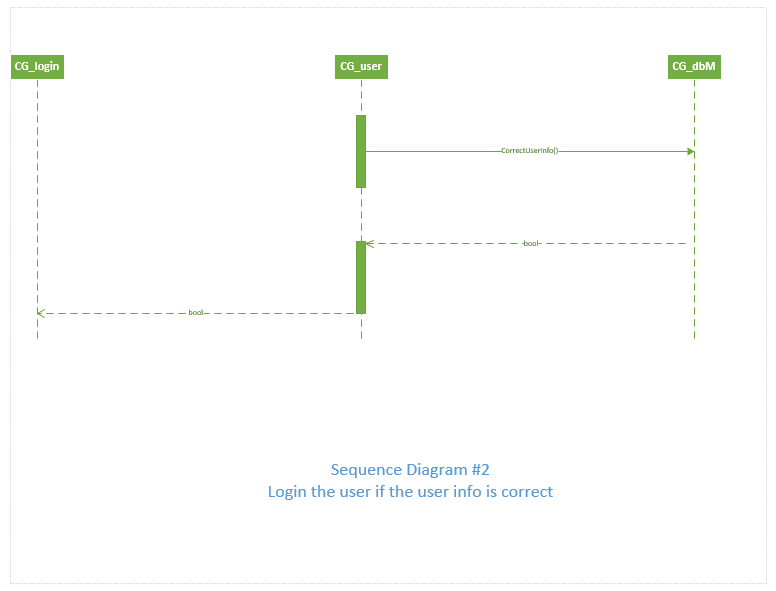 CG_login
CG_user
CG_dbM
CorrectUserInfo()
bool
bool
Sequence Diagram #2
Login the user if the user info is correct